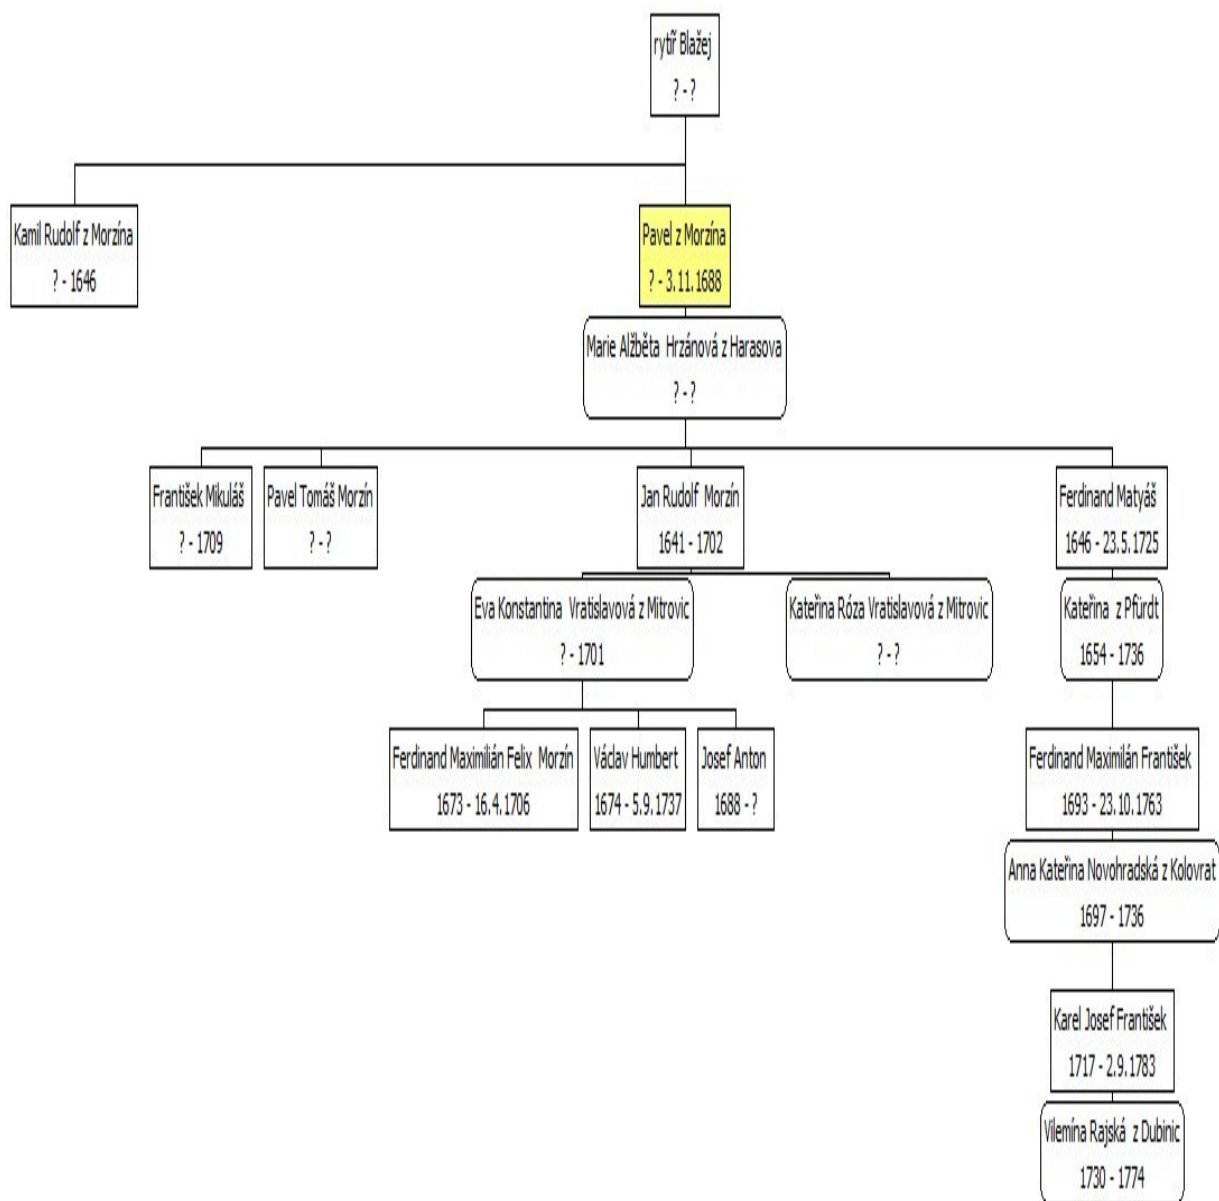 rytíř Blažej
? - ?
Kamil Rudolf z Morzína
? - 1646
Pavel z Morzína
? - 3.11.1688
Marie Alžběta Hrzánová z Harasova
? - ?
František Mikuláš
? - 1709
Pavel Tomáš Morzín
? - ?
Jan Rudolf Morzín
1641 - 1702
Ferdinand Matyáš
1646 - 23.5.1725
Eva Konstantina Vratislavová z Mitrovic
? - 1701
Kateřina Róza Vratislavová z Mitrovic
? - ?
Kateřina z Pfürdt
1654 - 1736
Ferdinand Maximilián Felix Morzín
1673 - 16.4.1706
Václav Humbert
1674 - 5.9.1737
Josef Anton
1688 - ?
Ferdinand Maximilán František
1693 - 23.10.1763
Anna Kateřina Novohradská z Kolovrat
1697 - 1736
Karel Josef František
1717 - 2.9.1783
Vilemína Rajská z Dubinic
1730 - 1774